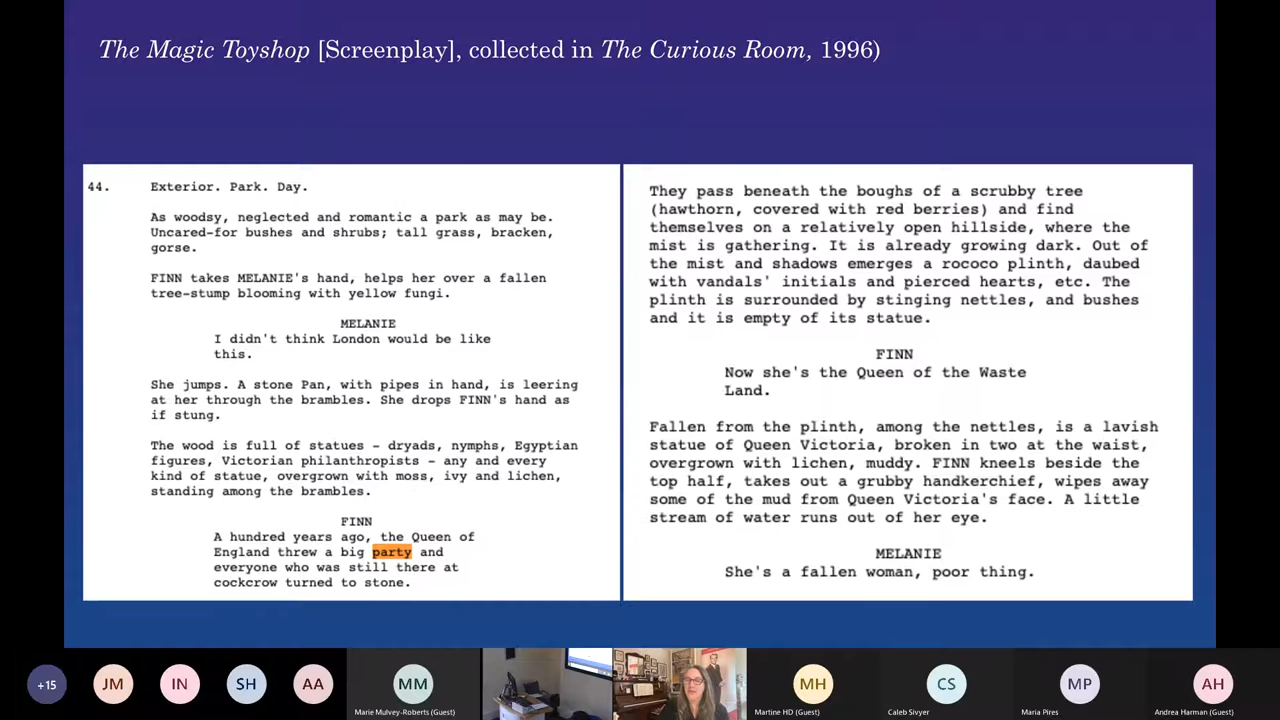 The Magic Toyshop [Screenplay], collected in The Curious Room, 1996)
44. Exterior. Park. Day.
As woodsy, neglected and romantic a park as may be.
Uncared-for bushes and shrubs; tall grass, bracken,
gorse.
FINN takes MELANIE's hand, helps her over a fallen
tree-stump blooming with yellow fungi.
MELANIE
I didn't think London would be like
this.
She jumps. A stone Pan, with pipes in hand, is leering
at her through the brambles. She drops FINN's hand as
if stung.
The wood is full of statues – dryads, nymphs, Egyptian
figures, Victorian philanthropists – any and every
kind of statue, overgrown with moss, ivy and lichen,
standing among the brambles.
FINN
A hundred years ago, the Queen of
England threw a big party and
everyone who was still there at
cockcrow turned to stone.
They pass beneath the boughs of a scrubby tree
(hawthorn, covered with red berries) and find
themselves on a relatively open hillside, where the
mist is gathering. It is already growing dark. Out of
the mist and shadows emerges a rococo plinth, daubed
with vandals' initials and pierced hearts, etc. The
plinth is surrounded by stinging nettles, and bushes
and it is empty of its statue.
FINN
Now she's the Queen of the Waste
Land.
Fallen from the plinth, among the nettles, is a lavish
statue of Queen Victoria, broken in two at the waist,
overgrown with lichen, muddy. FINN kneels beside the
top half, takes out a grubby handkerchief, wipes away
some of the mud from Queen Victoria's face. A little
stream of water runs out of her eye.
MELANIE
She's a fallen woman, poor thing.
+15 JM IN SH AA MM MH CS MP AH
Marie Mulvey-Roberts (Guest) Martine HD (Guest) Caleb Sivyer Maria Pires Andrea Harman (Guest)